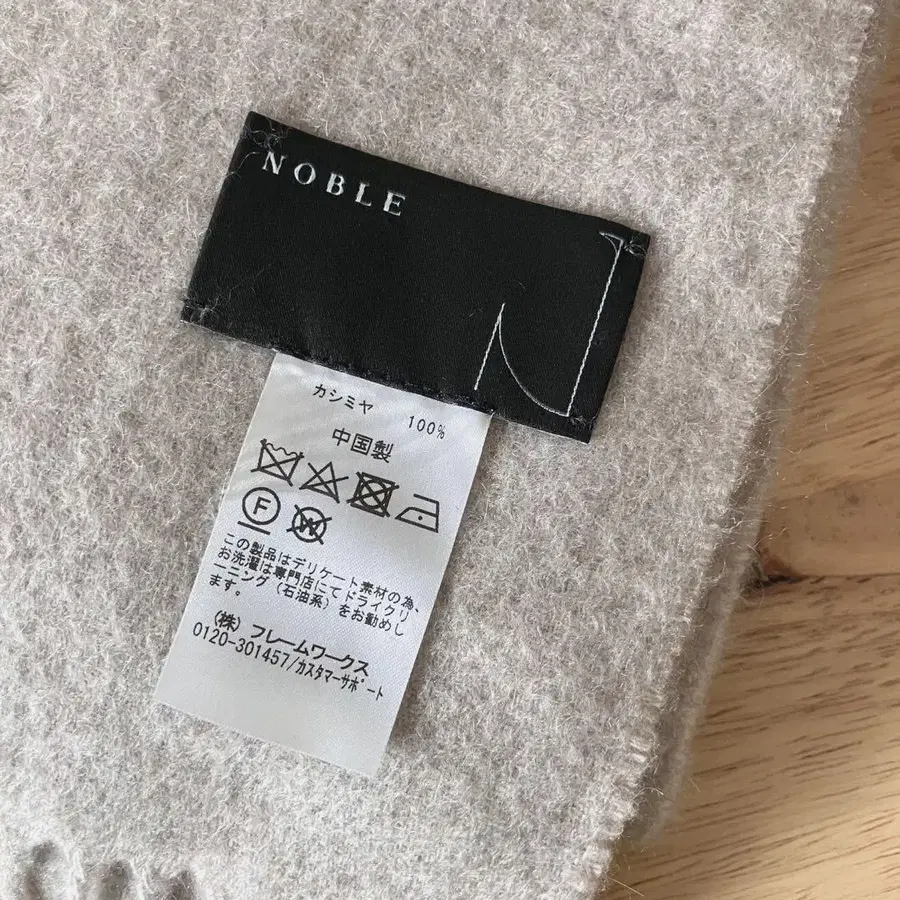 NOBLE
カシミヤ 100%
中国製
F
W
この製品はデリケート素材の為、
お洗濯は専門店にてドライクリ
ーニング（石油系）をお勧めし
ます。
(株) フレームワークス
0120-301457/カスタマーサポート